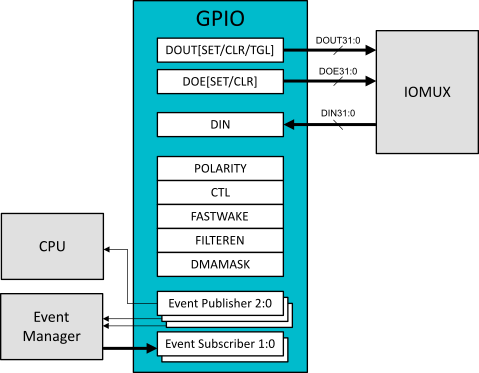 GPIO
DOUT[SET/CLR/TGL]
DOUT31:0
DOE[SET/CLR]
DOE31:0
IOMUX
DIN
DIN31:0
POLARITY
CTL
FASTWAKE
FILTEREN
DMAMASK
CPU
Event Publisher 2:0
Event
Manager
Event Subscriber 1:0